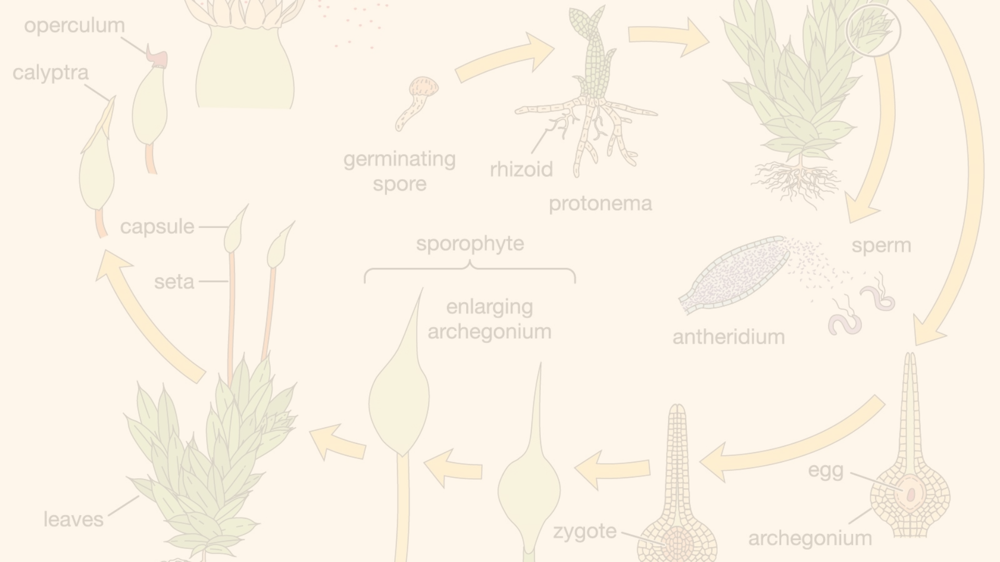 operculum
calyptra
germinating
spore
rhizoid
protonema
capsule
seta
sporophyte
enlarging
archegonium
sperm
antheridium
egg
leaves
zygote
archegonium